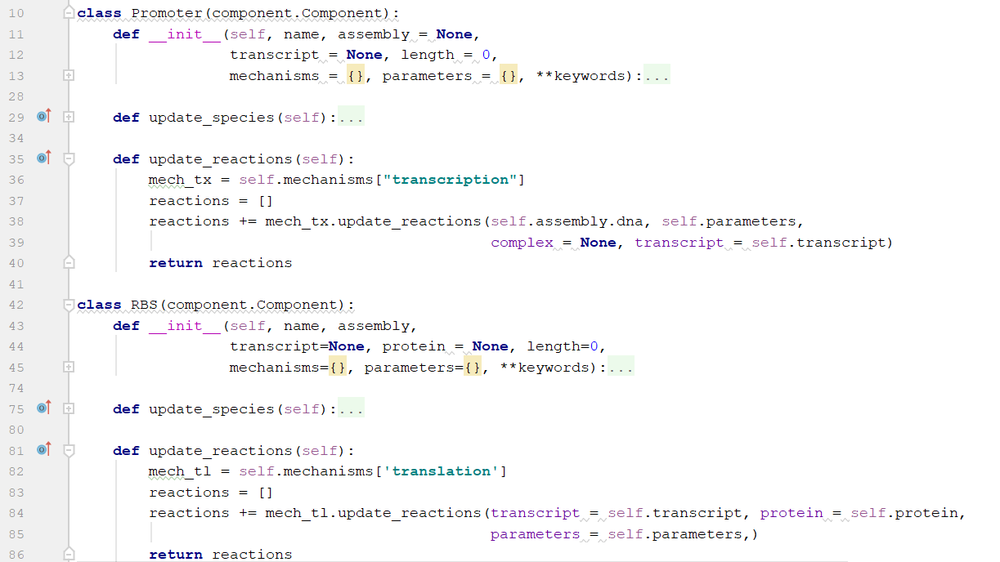 10 class Promoter(component.Component):
11     def __init__(self, name, assembly = None,
12                  transcript = None, length = 0,
13                  mechanisms = {}, parameters = {}, **keywords):...
28
29     def update_species(self):...
34
35     def update_reactions(self):
36         mech_tx = self.mechanisms["transcription"]
37         reactions = []
38         reactions += mech_tx.update_reactions(self.assembly.dna, self.parameters,
39                                               complex = None, transcript = self.transcript)
40         return reactions
41
42 class RBS(component.Component):
43     def __init__(self, name, assembly,
44                  transcript=None, protein = None, length=0,
45                  mechanisms={}, parameters={}, **keywords):...
74
75     def update_species(self):...
80
81     def update_reactions(self):
82         mech_tl = self.mechanisms['translation']
83         reactions = []
84         reactions += mech_tl.update_reactions(transcript = self.transcript, protein = self.protein,
85                                               parameters = self.parameters,)
86         return reactions